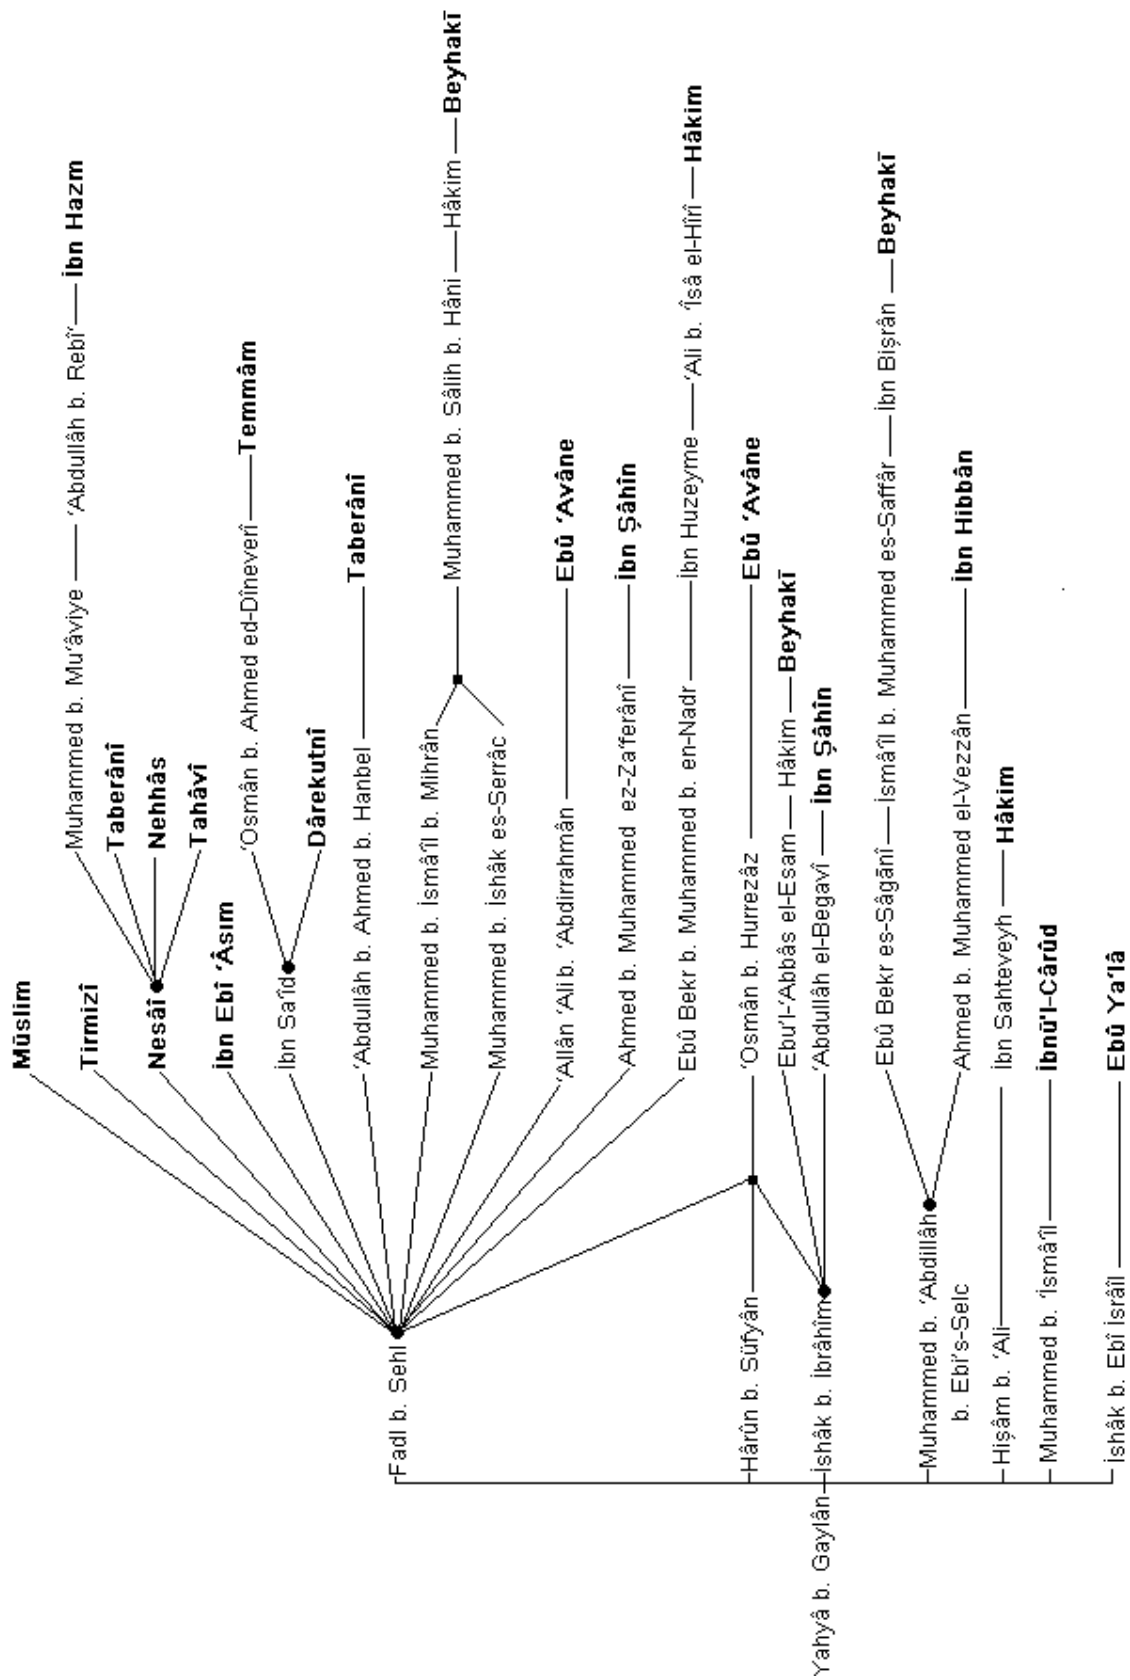 Müslim
Tirmizî
Muhammed b. Mu‘âviye — ‘Abdullâh b. Rebî‘ — İbn Hazm
Taberânî
Nehhâs
Tahâvî
Nesâî
İbn Ebî ‘Âsım
‘Osmân b. Ahmed ed-Dîneverî — Temmâm
Dârekutnî
İbn Sa‘îd
‘Abdullâh b. Ahmed b. Hanbel — Taberânî
Muhammed b. İsmâ‘îl b. Mihrân
Muhammed b. Sâlih b. Hâni — Hâkim — Beyhakī
Muhammed b. İshâk es-Serrâc
‘Allân ‘Ali b. ‘Abdirrahmân — Ebû ‘Avâne
Ahmed b. Muhammed ez-Za‘ferânî — İbn Şâhîn
Ebû Bekr b. Muhammed b. en-Nadr — İbn Huzeyme — ‘Ali b. ‘Îsâ el-Hîrî — Hâkim
Fadl b. Sehl
‘Osmân b. Hurrezâz — Ebû ‘Avâne
Hârûn b. Süfyân
Ebu'l-‘Abbâs el-Esam — Hâkim — Beyhakī
‘Abdullâh el-Begavî — İbn Şâhîn
Yahyâ b. Gaylân — İshâk b. İbrâhîm
Ebû Bekr es-Sâgānî — İsmâ‘îl b. Muhammed es-Saffâr — İbn Bişrân — Beyhakī
Muhammed b. ‘Abdillâh
b. Ebi's-Selc
Ahmed b. Muhammed el-Vezzân — İbn Hibbân
Hişâm b. ‘Ali — İbn Sahteveyh — Hâkim
Muhammed b. ‘İsmâ‘îl — İbnü'l-Cârûd
İshâk b. Ebî İsrâîl — Ebû Ya‘lâ